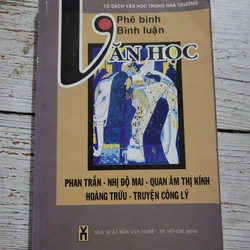 TỦ SÁCH VĂN HỌC TRONG NHÀ TRƯỜNG
Phê bình
Bình luận
VĂN HỌC
PHAN TRẦN - NHỊ ĐỘ MAI - QUAN ÂM THỊ KÍNH
HOÀNG TRỪU - TRUYỆN CÔNG LÝ
NHÀ XUẤT BẢN VĂN NGHỆ - TP. HỒ CHÍ MINH